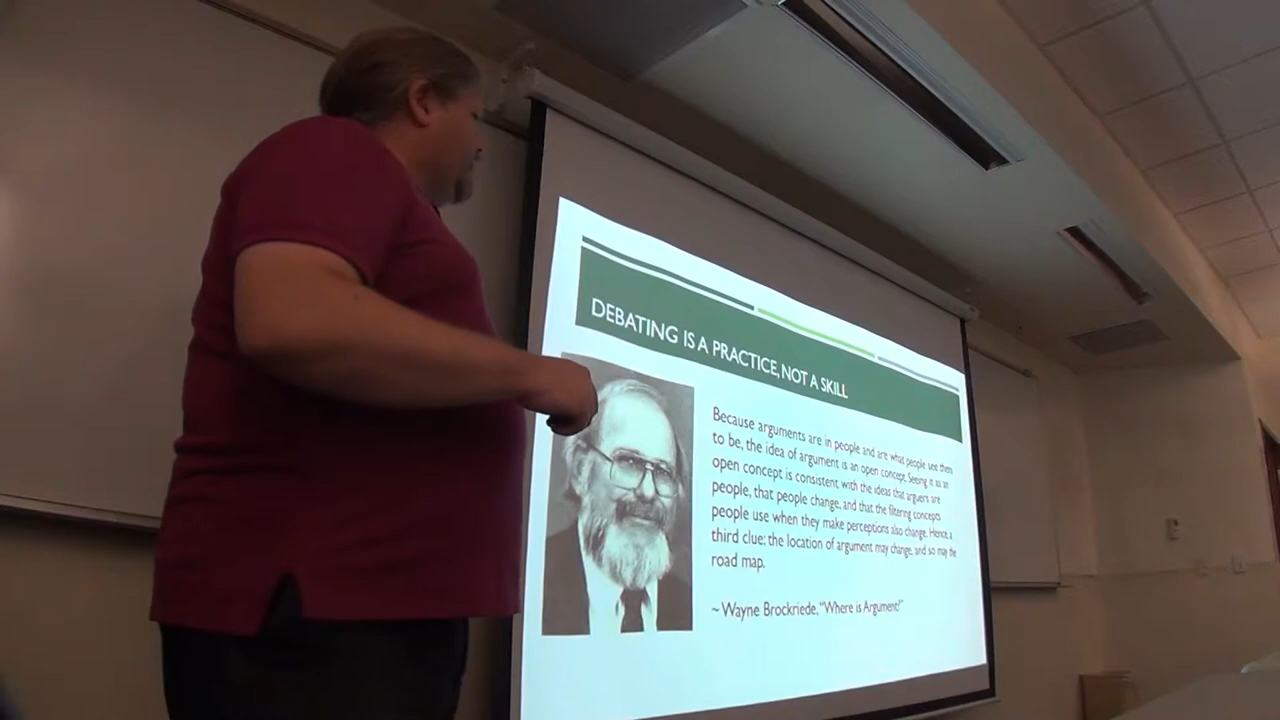 DEBATING IS A PRACTICE, NOT A SKILL
Because arguments are in people and are what people see them
to be, the idea of argument is an open concept. Seeing it as an
open concept is consistent with the ideas that arguers are
people, that people change, and that the filtering concepts
people use when they make perceptions also change. Hence, a
third clue: the location of argument may change, and so may the
road map.
~ Wayne Brockriede, "Where is Argument?"